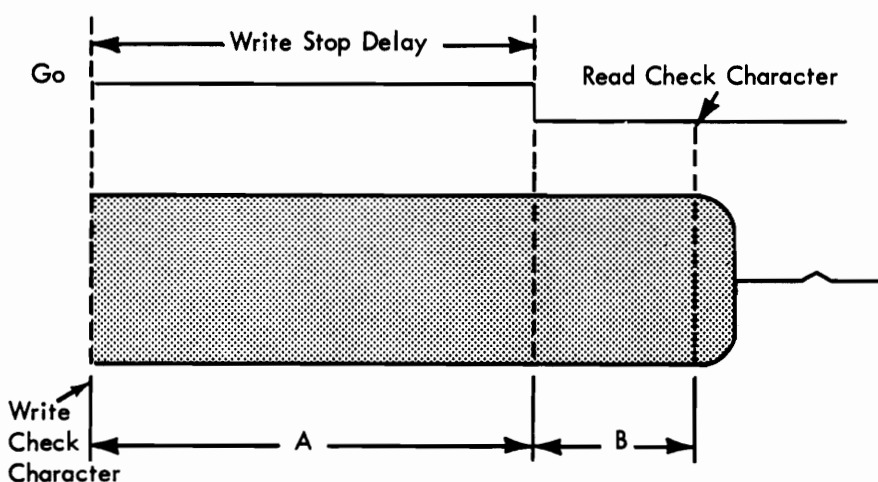 Write Stop Delay
Go
Read Check Character
Write
Check
Character
A
B